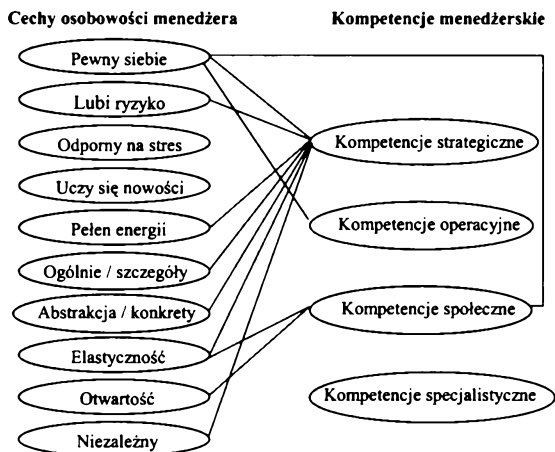 Cechy osobowości menedżera
Kompetencje menedżerskie
Pewny siebie
Lubi ryzyko
Odporny na stres
Uczy się nowości
Pełen energii
Ogólnie / szczegóły
Abstrakcja / konkrety
Elastyczność
Otwartość
Niezależny
Kompetencje strategiczne
Kompetencje operacyjne
Kompetencje społeczne
Kompetencje specjalistyczne